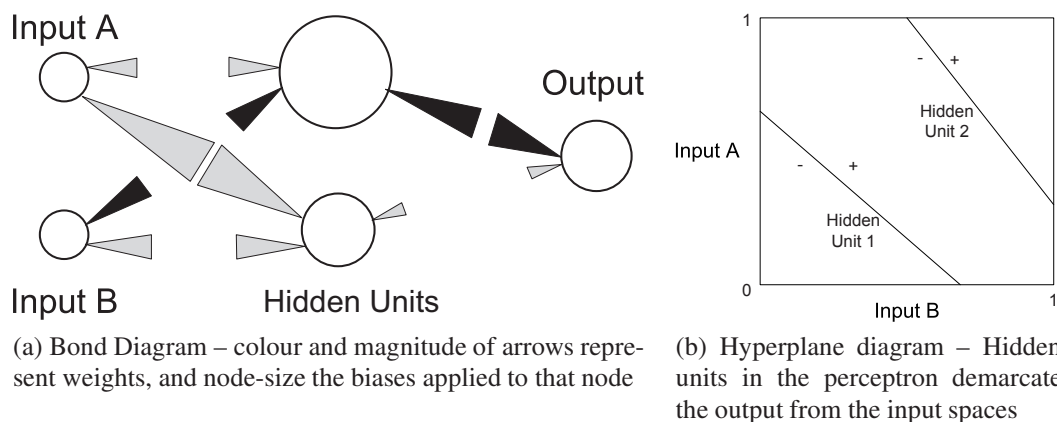 Input A
Output
Input B
Hidden Units
(a) Bond Diagram – colour and magnitude of arrows repre-
sent weights, and node-size the biases applied to that node
1
- +
Hidden
Unit 2
Input A
- +
Hidden
Unit 1
0
1
Input B
(b) Hyperplane diagram – Hidden
units in the perceptron demarcate
the output from the input spaces